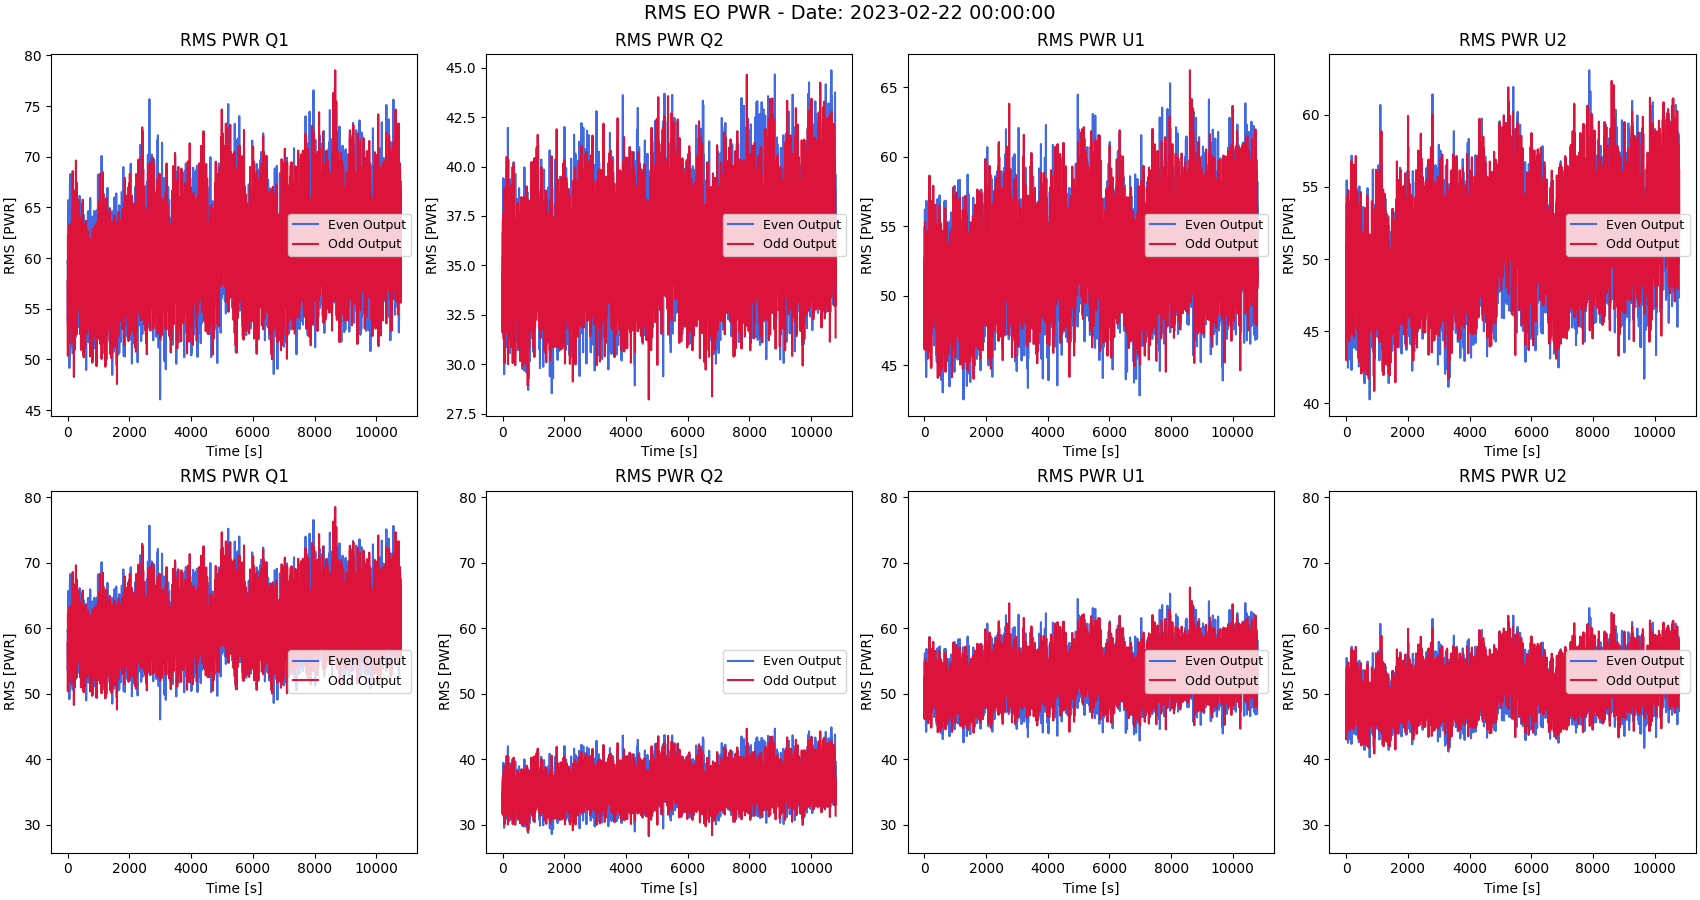 RMS EO PWR - Date: 2023-02-22 00:00:00
RMS PWR Q1
RMS [PWR]
80
75
70
65
60
55
50
45
Even Output
Odd Output
0 2000 4000 6000 8000 10000
Time [s]
RMS PWR Q2
RMS [PWR]
45.0
42.5
40.0
37.5
35.0
32.5
30.0
27.5
Even Output
Odd Output
0 2000 4000 6000 8000 10000
Time [s]
RMS PWR U1
RMS [PWR]
65
60
55
50
45
Even Output
Odd Output
0 2000 4000 6000 8000 10000
Time [s]
RMS PWR U2
RMS [PWR]
60
55
50
45
40
Even Output
Odd Output
0 2000 4000 6000 8000 10000
Time [s]
RMS PWR Q1
RMS [PWR]
80
70
60
50
40
30
Even Output
Odd Output
0 2000 4000 6000 8000 10000
Time [s]
RMS PWR Q2
RMS [PWR]
80
70
60
50
40
30
Even Output
Odd Output
0 2000 4000 6000 8000 10000
Time [s]
RMS PWR U1
RMS [PWR]
80
70
60
50
40
30
Even Output
Odd Output
0 2000 4000 6000 8000 10000
Time [s]
RMS PWR U2
RMS [PWR]
80
70
60
50
40
30
Even Output
Odd Output
0 2000 4000 6000 8000 10000
Time [s]